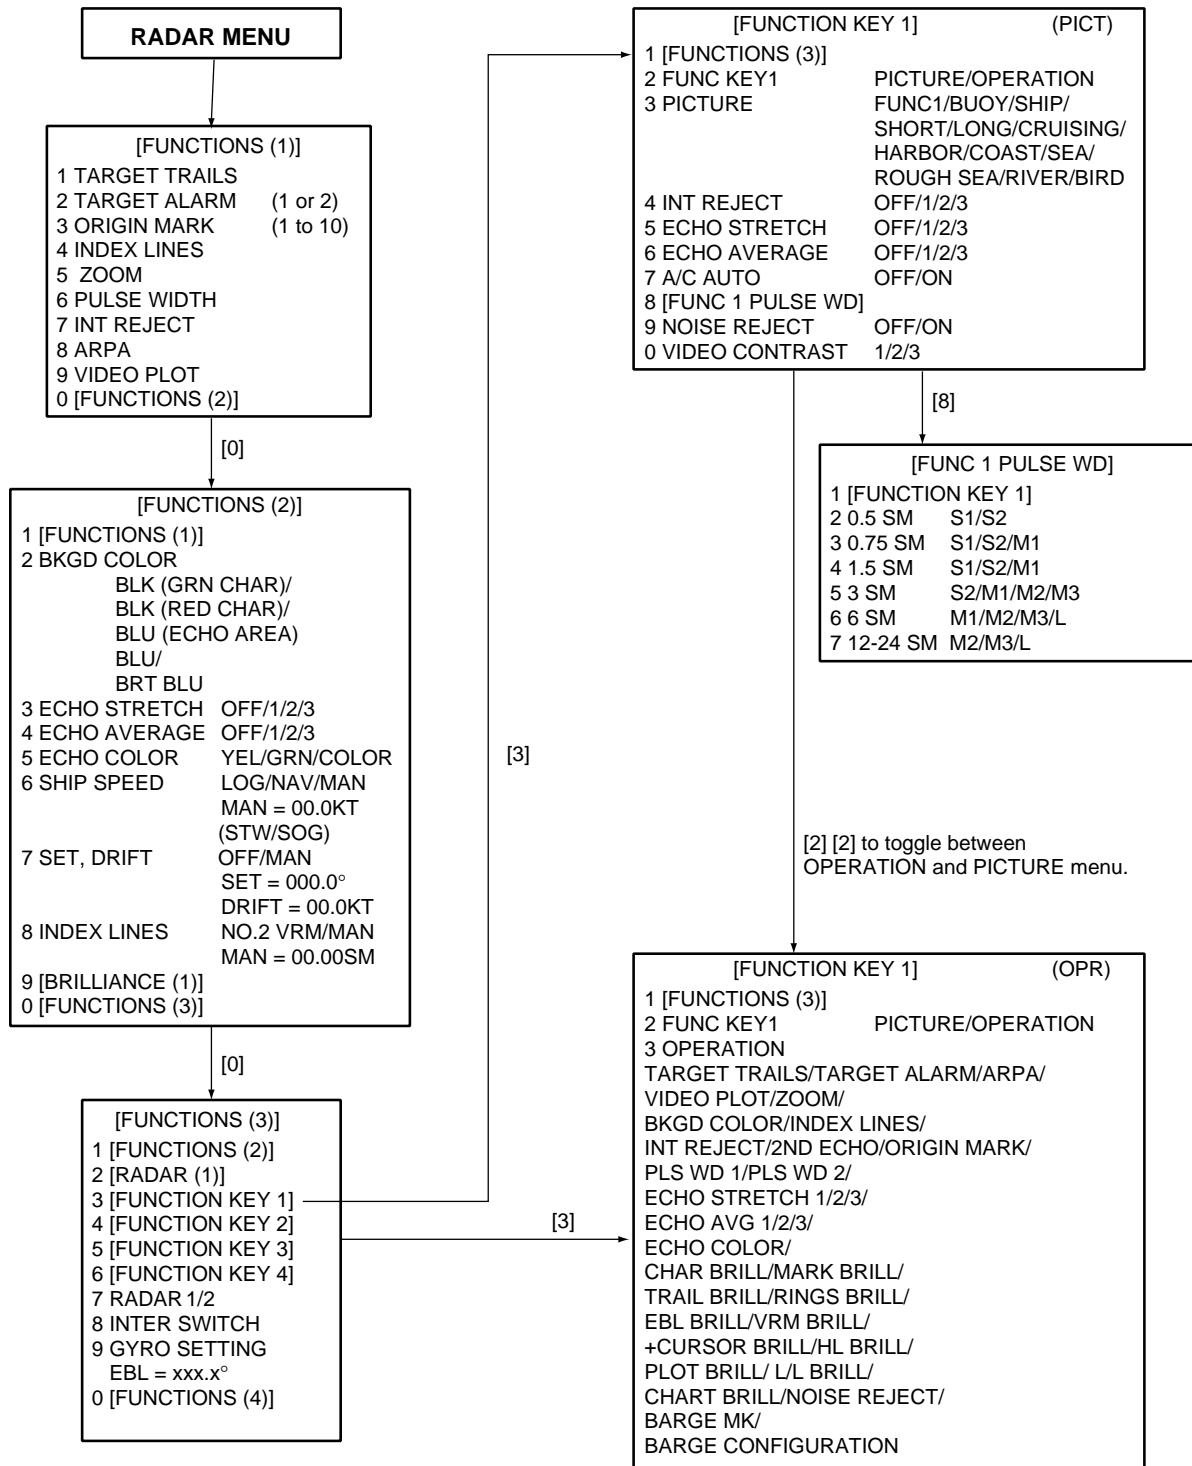 RADAR MENU
[FUNCTIONS (1)]
1 TARGET TRAILS
2 TARGET ALARM (1 or 2)
3 ORIGIN MARK (1 to 10)
4 INDEX LINES
5 ZOOM
6 PULSE WIDTH
7 INT REJECT
8 ARPA
9 VIDEO PLOT
0 [FUNCTIONS (2)]
[0]
[FUNCTIONS (2)]
1 [FUNCTIONS (1)]
2 BKGD COLOR
BLK (GRN CHAR)/
BLK (RED CHAR)/
BLU (ECHO AREA)
BLU/
BRT BLU
3 ECHO STRETCH OFF/1/2/3
4 ECHO AVERAGE OFF/1/2/3
5 ECHO COLOR YEL/GRN/COLOR
6 SHIP SPEED LOG/NAV/MAN
MAN = 00.0KT
(STW/SOG)
7 SET, DRIFT OFF/MAN
SET = 000.0°
DRIFT = 00.0KT
8 INDEX LINES NO.2 VRM/MAN
MAN = 00.00SM
9 [BRILLIANCE (1)]
0 [FUNCTIONS (3)]
[0]
[FUNCTIONS (3)]
1 [FUNCTIONS (2)]
2 [RADAR (1)]
3 [FUNCTION KEY 1]
4 [FUNCTION KEY 2]
5 [FUNCTION KEY 3]
6 [FUNCTION KEY 4]
7 RADAR 1/2
8 INTER SWITCH
9 GYRO SETTING
EBL = xxx.x°
0 [FUNCTIONS (4)]
[3]
[3]
[FUNCTION KEY 1] (PICT)
1 [FUNCTIONS (3)]
2 FUNC KEY1 PICTURE/OPERATION
3 PICTURE FUNC1/BUOY/SHIP/
SHORT/LONG/CRUISING/
HARBOR/COAST/SEA/
ROUGH SEA/RIVER/BIRD
4 INT REJECT OFF/1/2/3
5 ECHO STRETCH OFF/1/2/3
6 ECHO AVERAGE OFF/1/2/3
7 A/C AUTO OFF/ON
8 [FUNC 1 PULSE WD]
9 NOISE REJECT OFF/ON
0 VIDEO CONTRAST 1/2/3
[8]
[FUNC 1 PULSE WD]
1 [FUNCTION KEY 1]
2 0.5 SM S1/S2
3 0.75 SM S1/S2/M1
4 1.5 SM S1/S2/M1
5 3 SM S2/M1/M2/M3
6 6 SM M1/M2/M3/L
7 12-24 SM M2/M3/L
[2] [2] to toggle between
OPERATION and PICTURE menu.
[FUNCTION KEY 1] (OPR)
1 [FUNCTIONS (3)]
2 FUNC KEY1 PICTURE/OPERATION
3 OPERATION
TARGET TRAILS/TARGET ALARM/ARPA/
VIDEO PLOT/ZOOM/
BKGD COLOR/INDEX LINES/
INT REJECT/2ND ECHO/ORIGIN MARK/
PLS WD 1/PLS WD 2/
ECHO STRETCH 1/2/3/
ECHO AVG 1/2/3/
ECHO COLOR/
CHAR BRILL/MARK BRILL/
TRAIL BRILL/RINGS BRILL/
EBL BRILL/VRM BRILL/
+CURSOR BRILL/HL BRILL/
PLOT BRILL/ L/L BRILL/
CHART BRILL/NOISE REJECT/
BARGE MK/
BARGE CONFIGURATION